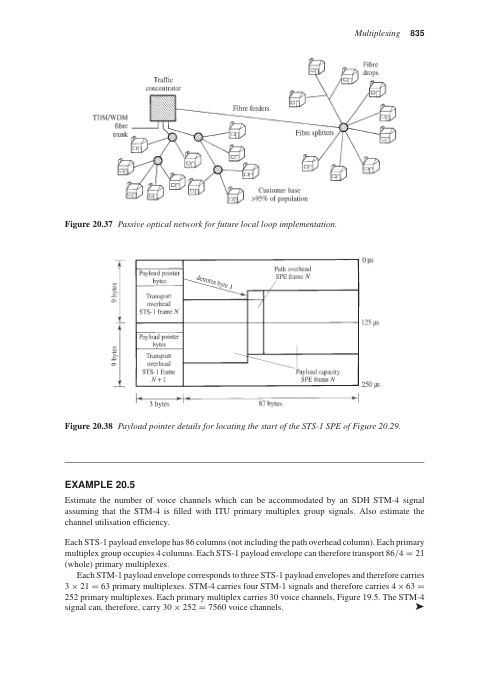 Multiplexing 835
Fibre
drops
Traffic
concentrator
Fibre feeders
TDM/WDM
fibre
trunk
Fibre splitters
Customer base
>95% of population
Figure 20.37 Passive optical network for future local loop implementation.
0 µs
Path overhead
SPE frame N
Payload pointer
bytes
denotes byte 1
9 bytes
Transport
overhead
STS-1 frame N
125 µs
Payload pointer
bytes
9 bytes
Transport
overhead
STS-1 frame
N + 1
Payload capacity
SPE frame N
250 µs
3 bytes
87 bytes
Figure 20.38 Payload pointer details for locating the start of the STS-1 SPE of Figure 20.29.
EXAMPLE 20.5
Estimate the number of voice channels which can be accommodated by an SDH STM-4 signal
assuming that the STM-4 is filled with ITU primary multiplex group signals. Also estimate the
channel utilisation efficiency.
Each STS-1 payload envelope has 86 columns (not including the path overhead column). Each primary
multiplex group occupies 4 columns. Each STS-1 payload envelope can therefore transport 86/4 = 21
(whole) primary multiplexes.
Each STM-1 payload envelope corresponds to three STS-1 payload envelopes and therefore carries
3 × 21 = 63 primary multiplexes. STM-4 carries four STM-1 signals and therefore carries 4 × 63 =
252 primary multiplexes. Each primary multiplex carries 30 voice channels, Figure 19.5. The STM-4
signal can, therefore, carry 30 × 252 = 7560 voice channels.